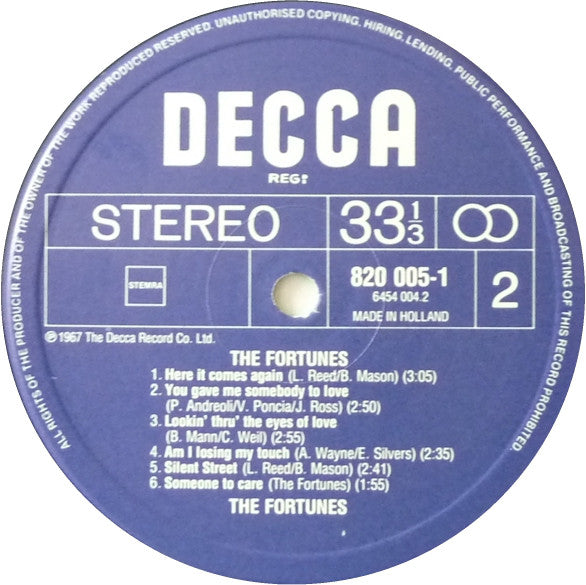 ALL RIGHTS OF THE PRODUCER AND OF THE OWNER OF THE WORK REPRODUCED RESERVED. UNAUTHORISED COPYING, HIRING, LENDING, PUBLIC PERFORMANCE AND BROADCASTING OF THIS RECORD PROHIBITED.
DECCA
REGD
STEREO 33 1/3
STEMRA
820 005-1
6454 004.2
MADE IN HOLLAND
2
℗1967 The Decca Record Co. Ltd.
THE FORTUNES
1. Here it comes again (L. Reed/B. Mason) (3:05)
2. You gave me somebody to love
(P. Andreoli/V. Poncia/J. Ross) (2:50)
3. Lookin' thru' the eyes of love
(B. Mann/C. Weil) (2:55)
4. Am I losing my touch (A. Wayne/E. Silvers) (2:35)
5. Silent Street (L. Reed/B. Mason) (2:41)
6. Someone to care (The Fortunes) (1:55)
THE FORTUNES